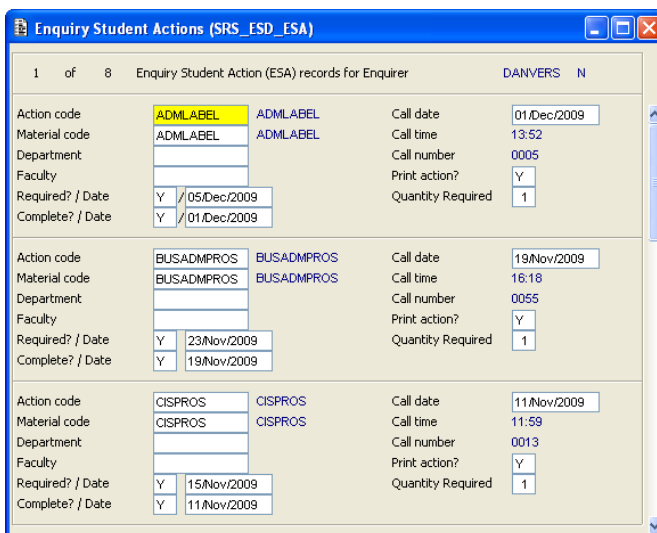 Enquiry Student Actions (SRS_ESD_ESA)
1 of 8 Enquiry Student Action (ESA) records for Enquirer DANVERS N
Action code ADMLABEL ADMLABEL Call date 01/Dec/2009
Material code ADMLABEL ADMLABEL Call time 13:52
Department Call number 0005
Faculty Print action? Y
Required? / Date Y / 05/Dec/2009 Quantity Required 1
Complete? / Date Y / 01/Dec/2009
Action code BUSADMPROS BUSADMPROS Call date 19/Nov/2009
Material code BUSADMPROS BUSADMPROS Call time 16:18
Department Call number 0055
Faculty Print action? Y
Required? / Date Y 23/Nov/2009 Quantity Required 1
Complete? / Date Y 19/Nov/2009
Action code CISPROS CISPROS Call date 11/Nov/2009
Material code CISPROS CISPROS Call time 11:59
Department Call number 0013
Faculty Print action? Y
Required? / Date Y 15/Nov/2009 Quantity Required 1
Complete? / Date Y 11/Nov/2009